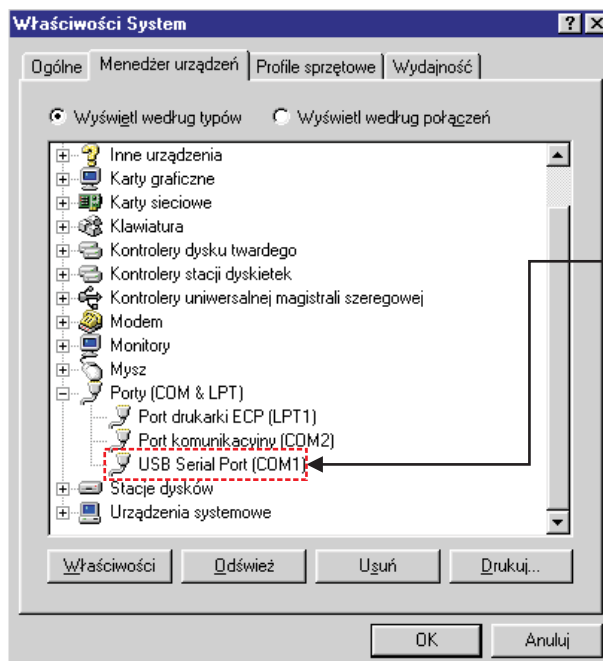 Właściwości System
Ogólne Menedżer urządzeń Profile sprzętowe Wydajność
Wyświetl według typów Wyświetl według połączeń
Inne urządzenia
Karty graficzne
Karty sieciowe
Klawiatura
Kontrolery dysku twardego
Kontrolery stacji dyskietek
Kontrolery uniwersalnej magistrali szeregowej
Modem
Monitory
Mysz
Porty (COM & LPT)
Port drukarki ECP (LPT1)
Port komunikacyjny (COM2)
USB Serial Port (COM1)
Stacje dysków
Urządzenia systemowe
Właściwości Odśwież Usuń Drukuj...
OK Anuluj